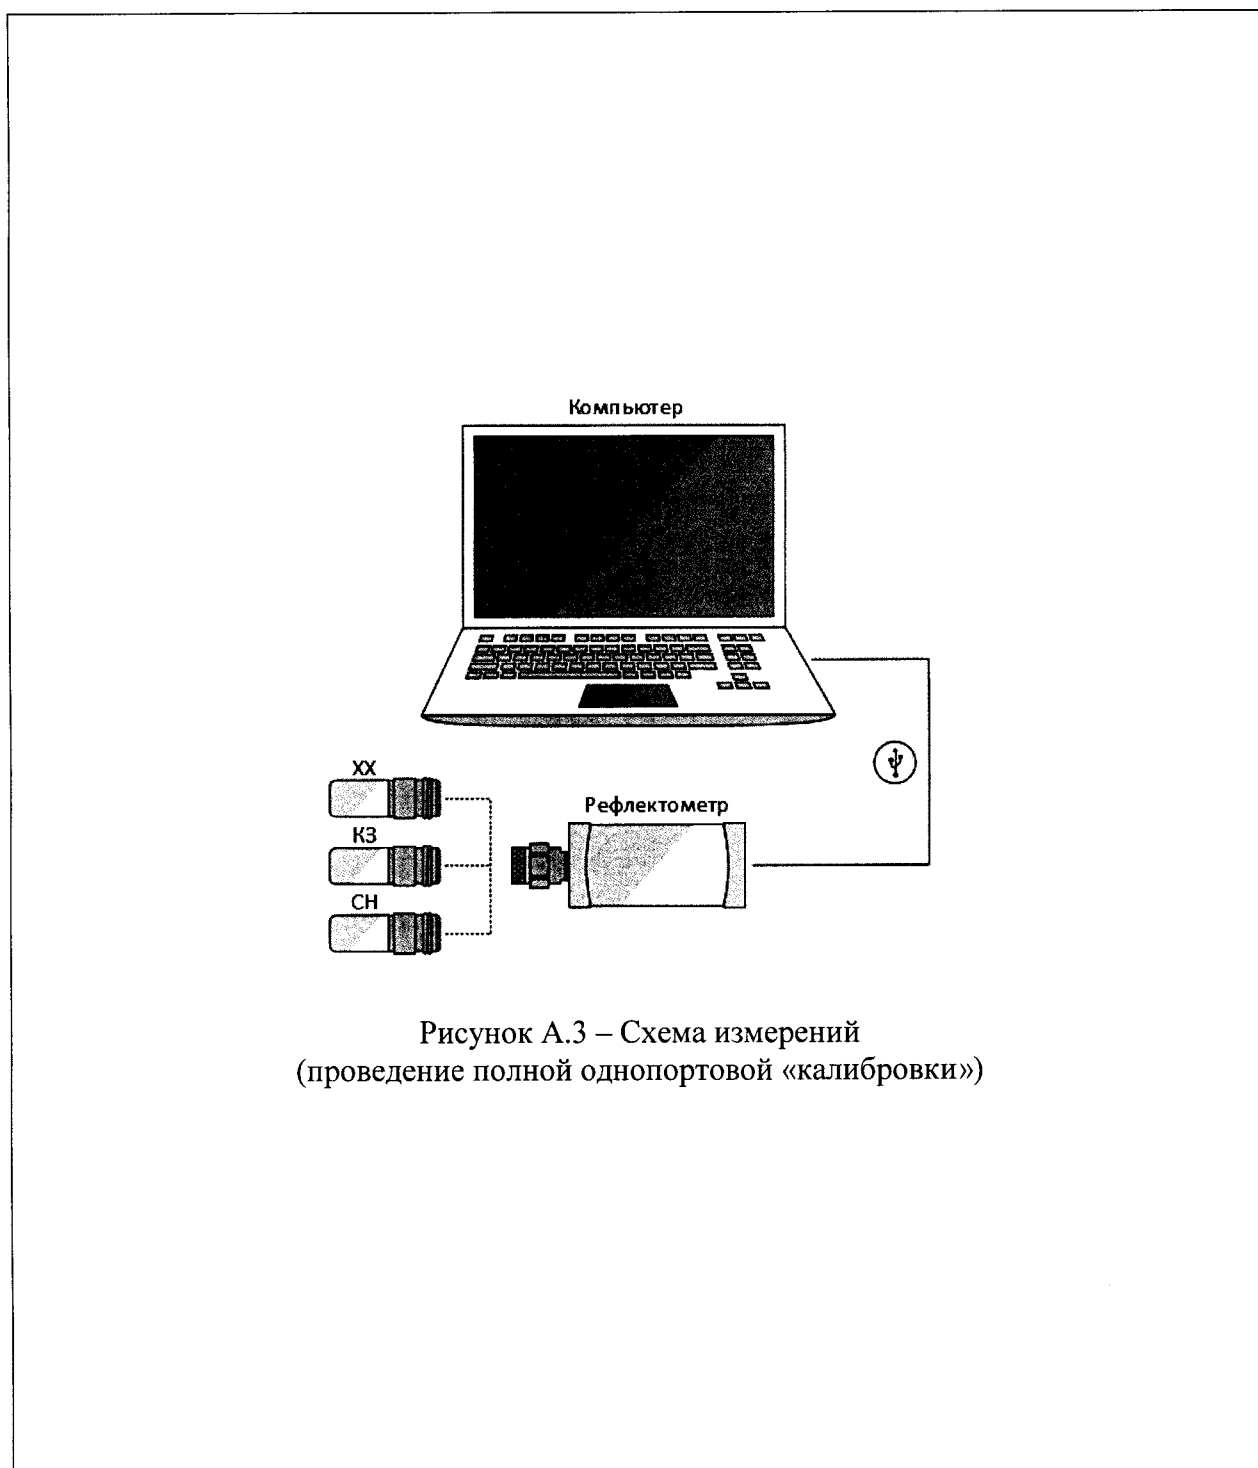 Компьютер
ХХ
Рефлектометр
КЗ
СН
Рисунок А.3 – Схема измерений
(проведение полной однопортовой «калибровки»)